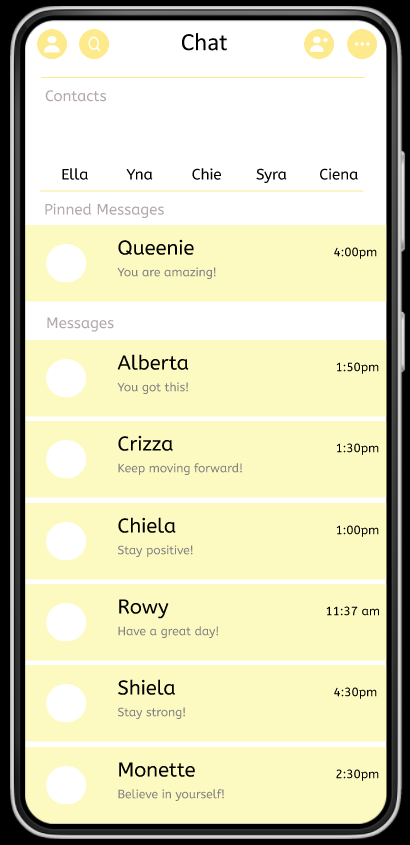 Chat
Contacts
Ella Yna Chie Syra Ciena
Pinned Messages
Queenie 4:00pm
You are amazing!
Messages
Alberta 1:50pm
You got this!
Crizza 1:30pm
Keep moving forward!
Chiela 1:00pm
Stay positive!
Rowy 11:37 am
Have a great day!
Shiela 4:30pm
Stay strong!
Monette 2:30pm
Believe in yourself!